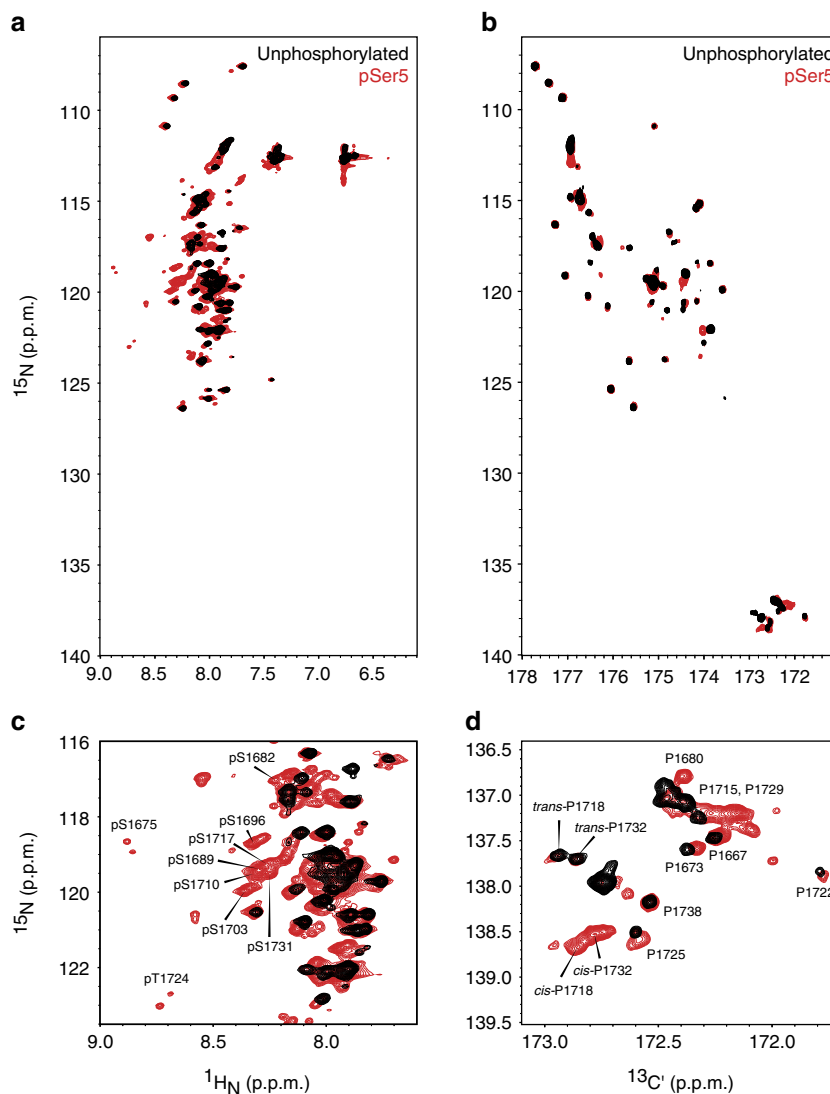 a
b
Unphosphorylated
pSer5
Unphosphorylated
pSer5
110
115
120
125
130
135
140
15N (p.p.m.)
9.0 8.5 8.0 7.5 7.0 6.5
110
115
120
125
130
135
140
15N (p.p.m.)
178 177 176 175 174 173 172
c
d
116
118
120
122
15N (p.p.m.)
pS1682
pS1675
pS1696
pS1717
pS1689
pS1710
pS1703
pS1731
pT1724
9.0 8.5 8.0
1HN (p.p.m.)
136.5
137.0
137.5
138.0
138.5
139.0
139.5
P1680
P1715, P1729
trans-P1718
trans-P1732
P1667
P1673
P1722
P1738
P1725
cis-P1732
cis-P1718
173.0 172.5 172.0
13C' (p.p.m.)